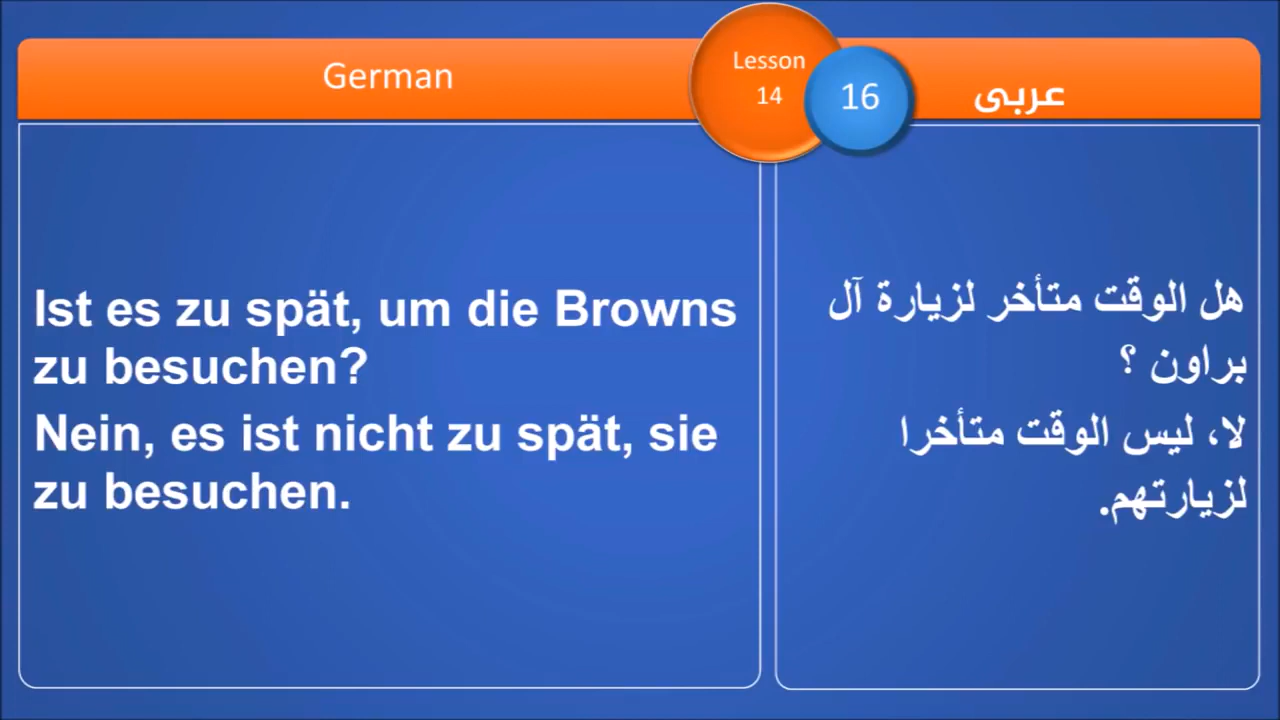 German
Lesson
14
16
عربى
Ist es zu spät, um die Browns
zu besuchen?
Nein, es ist nicht zu spät, sie
zu besuchen.
هل الوقت متأخر لزيارة آل
براون ؟
لا، ليس الوقت متأخرا
لزيارتهم.